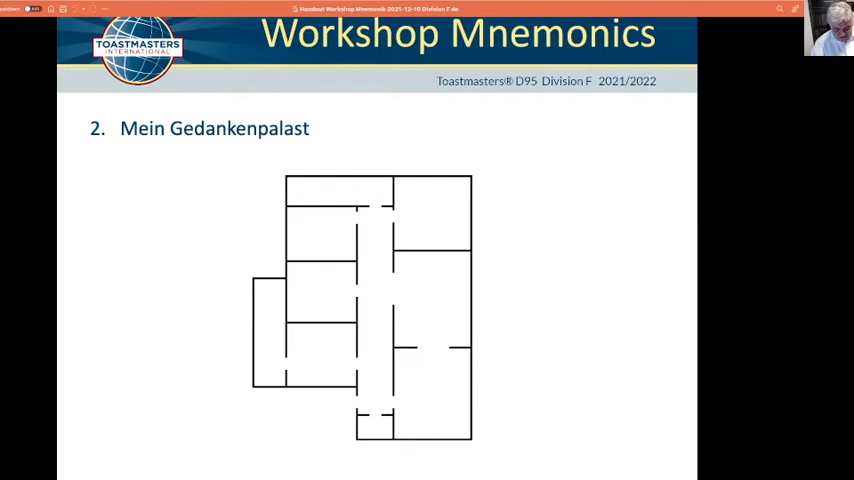 Handout Workshop Mnemonik 2021-12-10 Division F de
TOASTMASTERS
INTERNATIONAL
Workshop Mnemonics
Toastmasters® D95 Division F 2021/2022
2. Mein Gedankenpalast